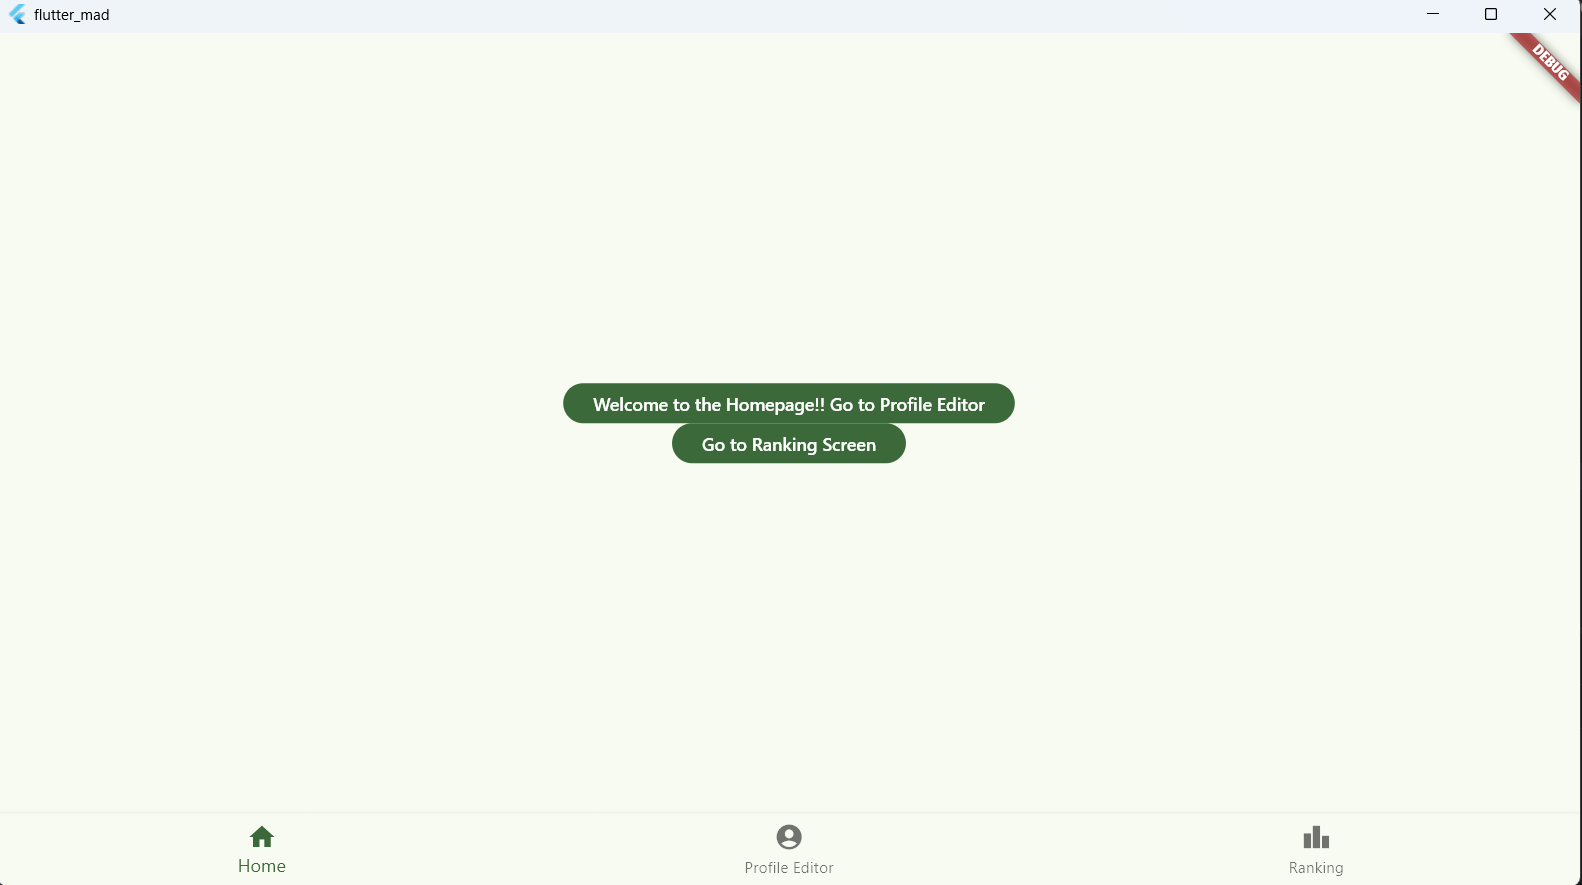 flutter_mad
DEBUG
Welcome to the Homepage!! Go to Profile Editor
Go to Ranking Screen
Home
Profile Editor
Ranking